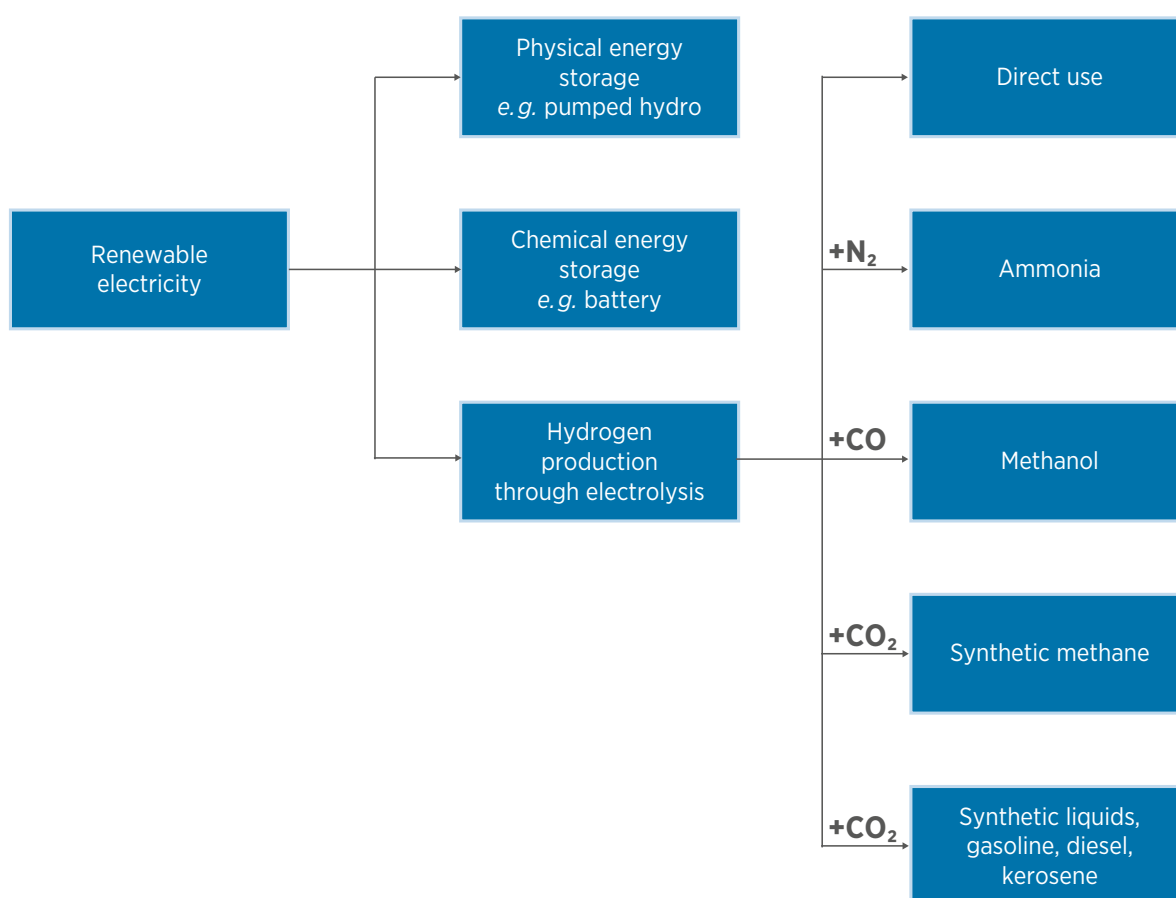 Physical energy
storage
e.g. pumped hydro
Direct use
Renewable
electricity
Chemical energy
storage
e.g. battery
+N₂
Ammonia
Hydrogen
production
through electrolysis
+CO
Methanol
+CO₂
Synthetic methane
+CO₂
Synthetic liquids,
gasoline, diesel,
kerosene